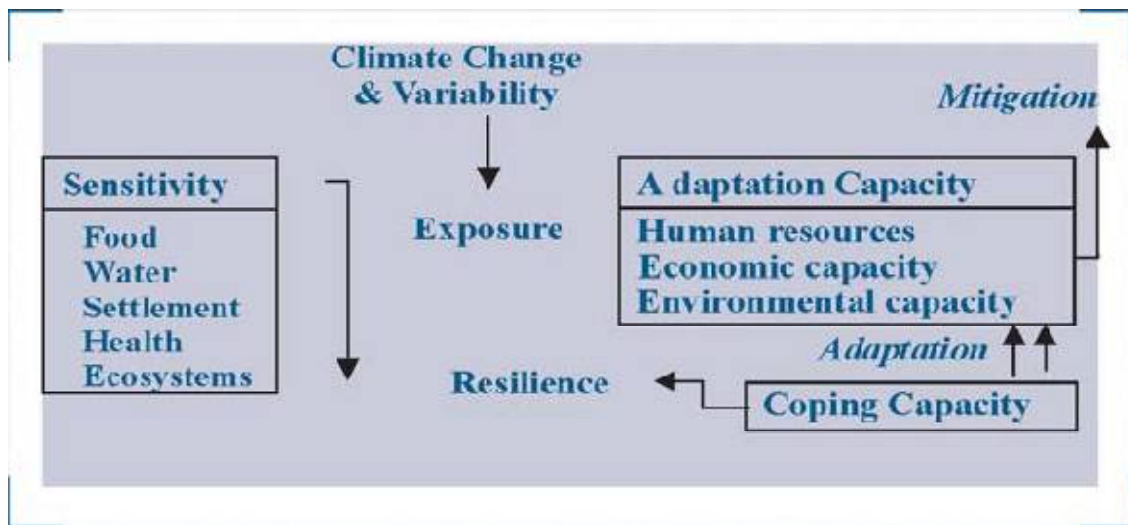 Climate Change
& Variability
Mitigation
Sensitivity
Food
Water
Settlement
Health
Ecosystems
Exposure
A daptation Capacity
Human resources
Economic capacity
Environmental capacity
Adaptation
Resilience
Coping Capacity